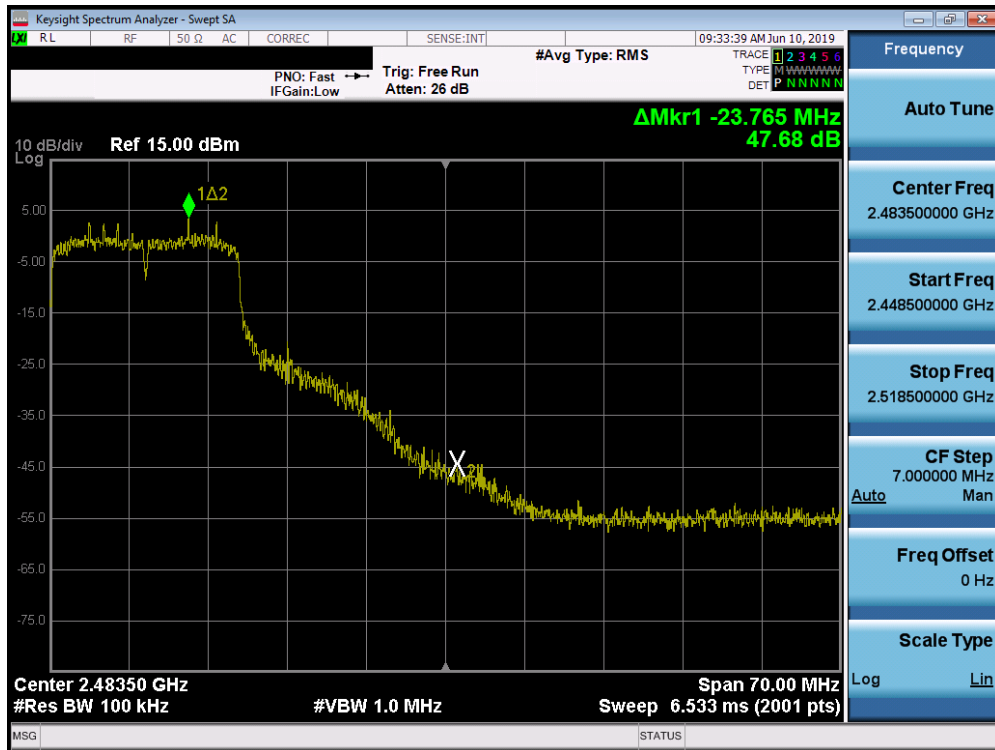 Keysight Spectrum Analyzer - Swept SA
LXI RL RF 50 Ω AC CORREC SENSE:INT 09:33:39 AM Jun 10, 2019
PNO: Fast
IFGain:Low
Trig: Free Run
Atten: 26 dB
#Avg Type: RMS
TRACE 1 2 3 4 5 6
TYPE M W W W W W
DET P N N N N N
ΔMkr1 -23.765 MHz
47.68 dB
10 dB/div
Log
Ref 15.00 dBm
1Δ2
5.00
-5.00
-15.0
-25.0
-35.0
-45.0
2
-55.0
-65.0
-75.0
Center 2.48350 GHz
Span 70.00 MHz
#Res BW 100 kHz
#VBW 1.0 MHz
Sweep 6.533 ms (2001 pts)
MSG
STATUS
Frequency
Auto Tune
Center Freq
2.483500000 GHz
Start Freq
2.448500000 GHz
Stop Freq
2.518500000 GHz
CF Step
7.000000 MHz
Auto Man
Freq Offset
0 Hz
Scale Type
Log Lin